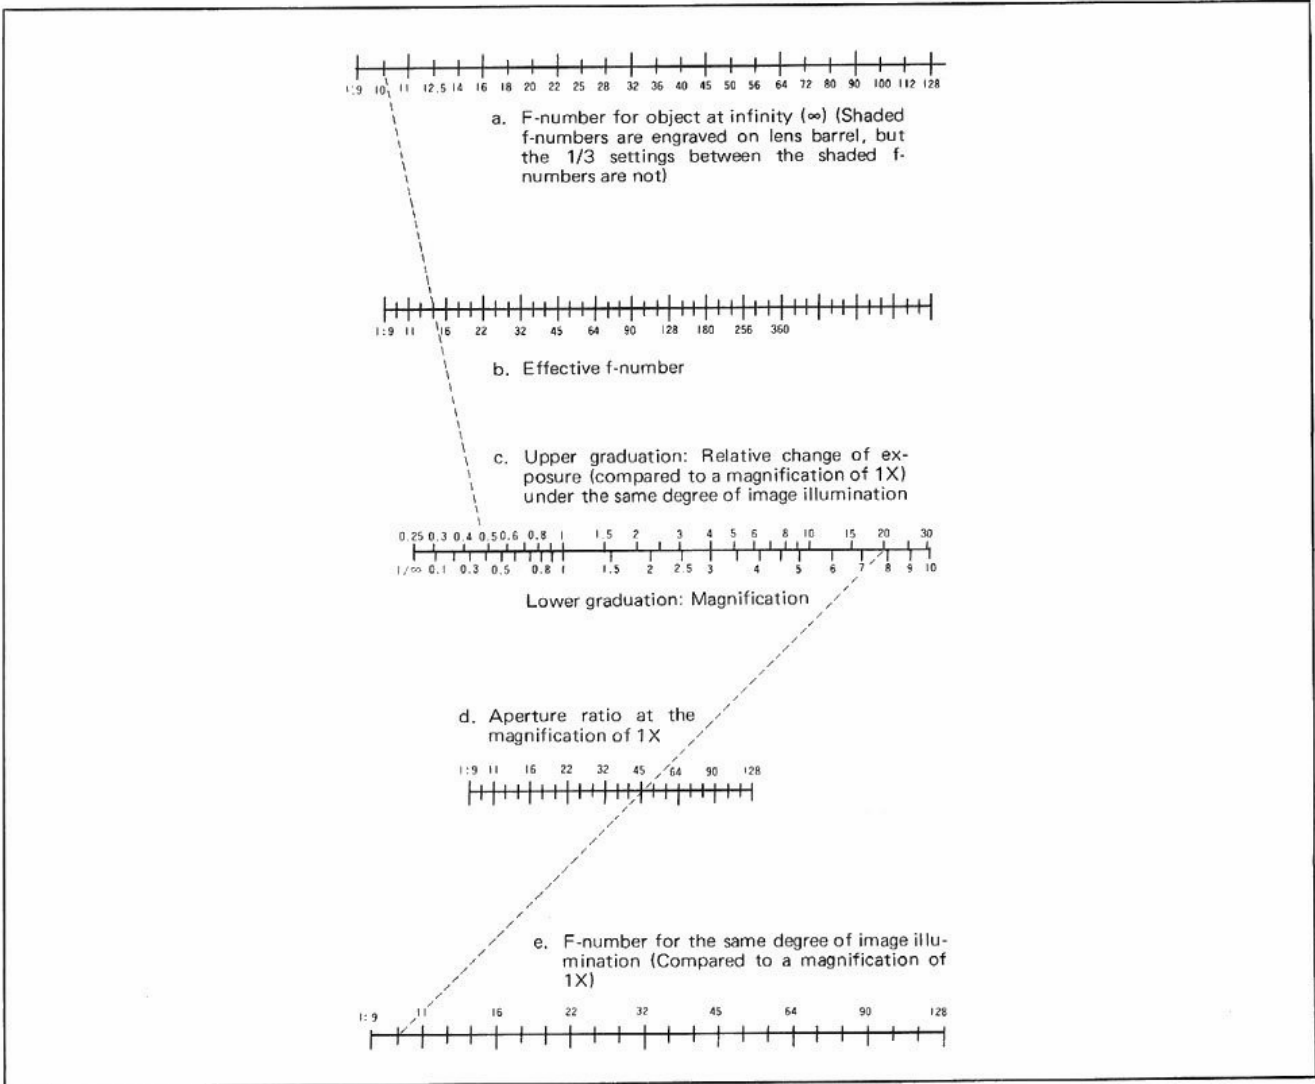 1:9 10 11 12.5 14 16 18 20 22 25 28 32 36 40 45 50 56 64 72 80 90 100 112 128
a. F-number for object at infinity (∞) (Shaded
f-numbers are engraved on lens barrel, but
the 1/3 settings between the shaded f-
numbers are not)
1:9 11 16 22 32 45 64 90 128 180 256 360
b. Effective f-number
c. Upper graduation: Relative change of ex-
posure (compared to a magnification of 1X)
under the same degree of image illumination
0.25 0.3 0.4 0.5 0.6 0.8 1 1.5 2 3 4 5 6 8 10 15 20 30
1/∞ 0.1 0.3 0.5 0.8 1 1.5 2 2.5 3 4 5 6 7 8 9 10
Lower graduation: Magnification
d. Aperture ratio at the
magnification of 1X
1:9 11 16 22 32 45 64 90 128
e. F-number for the same degree of image illu-
mination (Compared to a magnification of
1X)
1:9 11 16 22 32 45 64 90 128